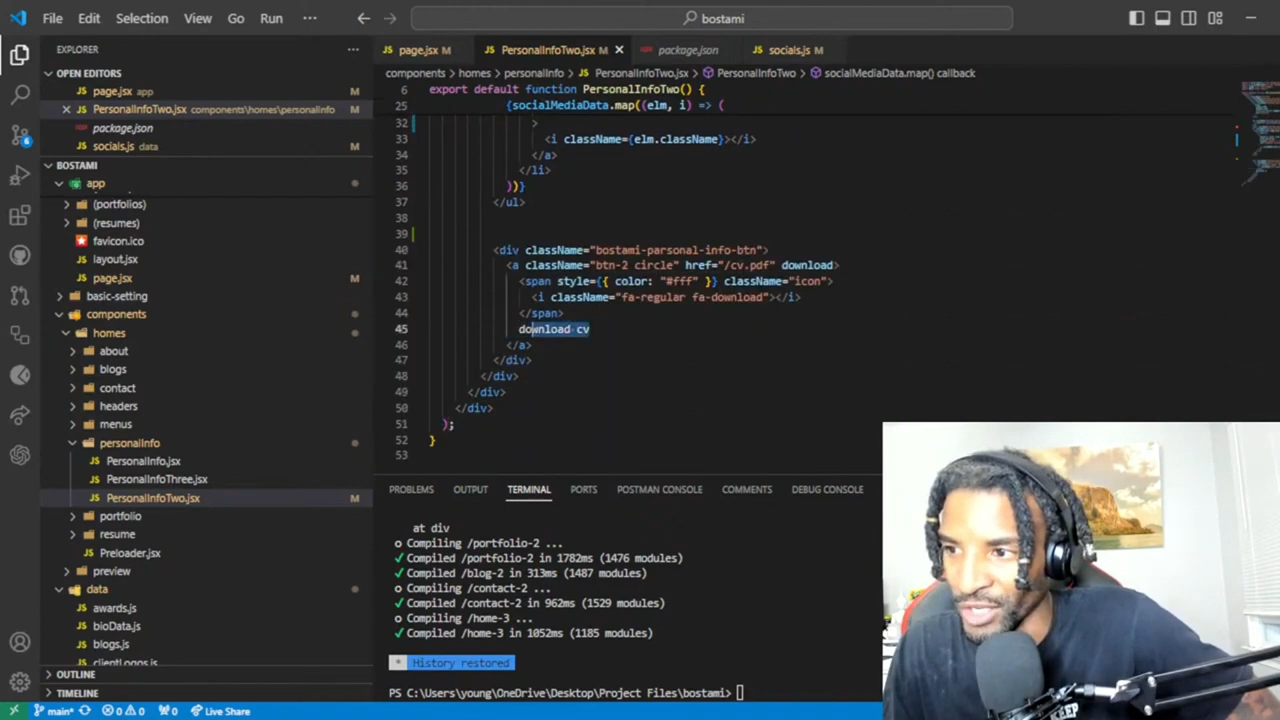 File Edit Selection View Go Run ···
bostami
EXPLORER
page.jsx M PersonalInfoTwo.jsx M package.json socials.js M
OPEN EDITORS
page.jsx app M
PersonalInfoTwo.jsx components\homes\personalInfo M
package.json
socials.js data M
BOSTAMI
app
(portfolios)
(resumes)
favicon.ico
layout.jsx
page.jsx M
basic-setting
components
homes
about
blogs
contact
headers
menus
personalInfo
PersonalInfo.jsx
PersonalInfoThree.jsx
PersonalInfoTwo.jsx M
portfolio
resume
Preloader.jsx
preview
data
awards.js
bioData.js
blogs.js
clientLogos.js
OUTLINE
TIMELINE
components > homes > personalInfo > PersonalInfoTwo.jsx > PersonalInfoTwo > socialMediaData.map() callback
6 export default function PersonalInfoTwo() {
25 {socialMediaData.map((elm, i) => (
32 >
33 <i className={elm.className}></i>
34 </a>
35 </li>
36 ))}
37 </ul>
38
39
40 <div className="bostami-parsonal-info-btn">
41 <a className="btn-2 circle" href="/cv.pdf" download>
42 <span style={{ color: "#fff" }} className="icon">
43 <i className="fa-regular fa-download"></i>
44 </span>
45 download cv
46 </a>
47 </div>
48 </div>
49 </div>
50 </div>
51 );
52 }
53
PROBLEMS OUTPUT TERMINAL PORTS POSTMAN CONSOLE COMMENTS DEBUG CONSOLE
at div
○ Compiling /portfolio-2 ...
✓ Compiled /portfolio-2 in 1782ms (1476 modules)
✓ Compiled /blog-2 in 313ms (1487 modules)
○ Compiling /contact-2 ...
✓ Compiled /contact-2 in 962ms (1529 modules)
○ Compiling /home-3 ...
✓ Compiled /home-3 in 1052ms (1185 modules)
* History restored
PS C:\Users\young\OneDrive\Desktop\Project Files\bostami>
main* 0 0 0 Live Share